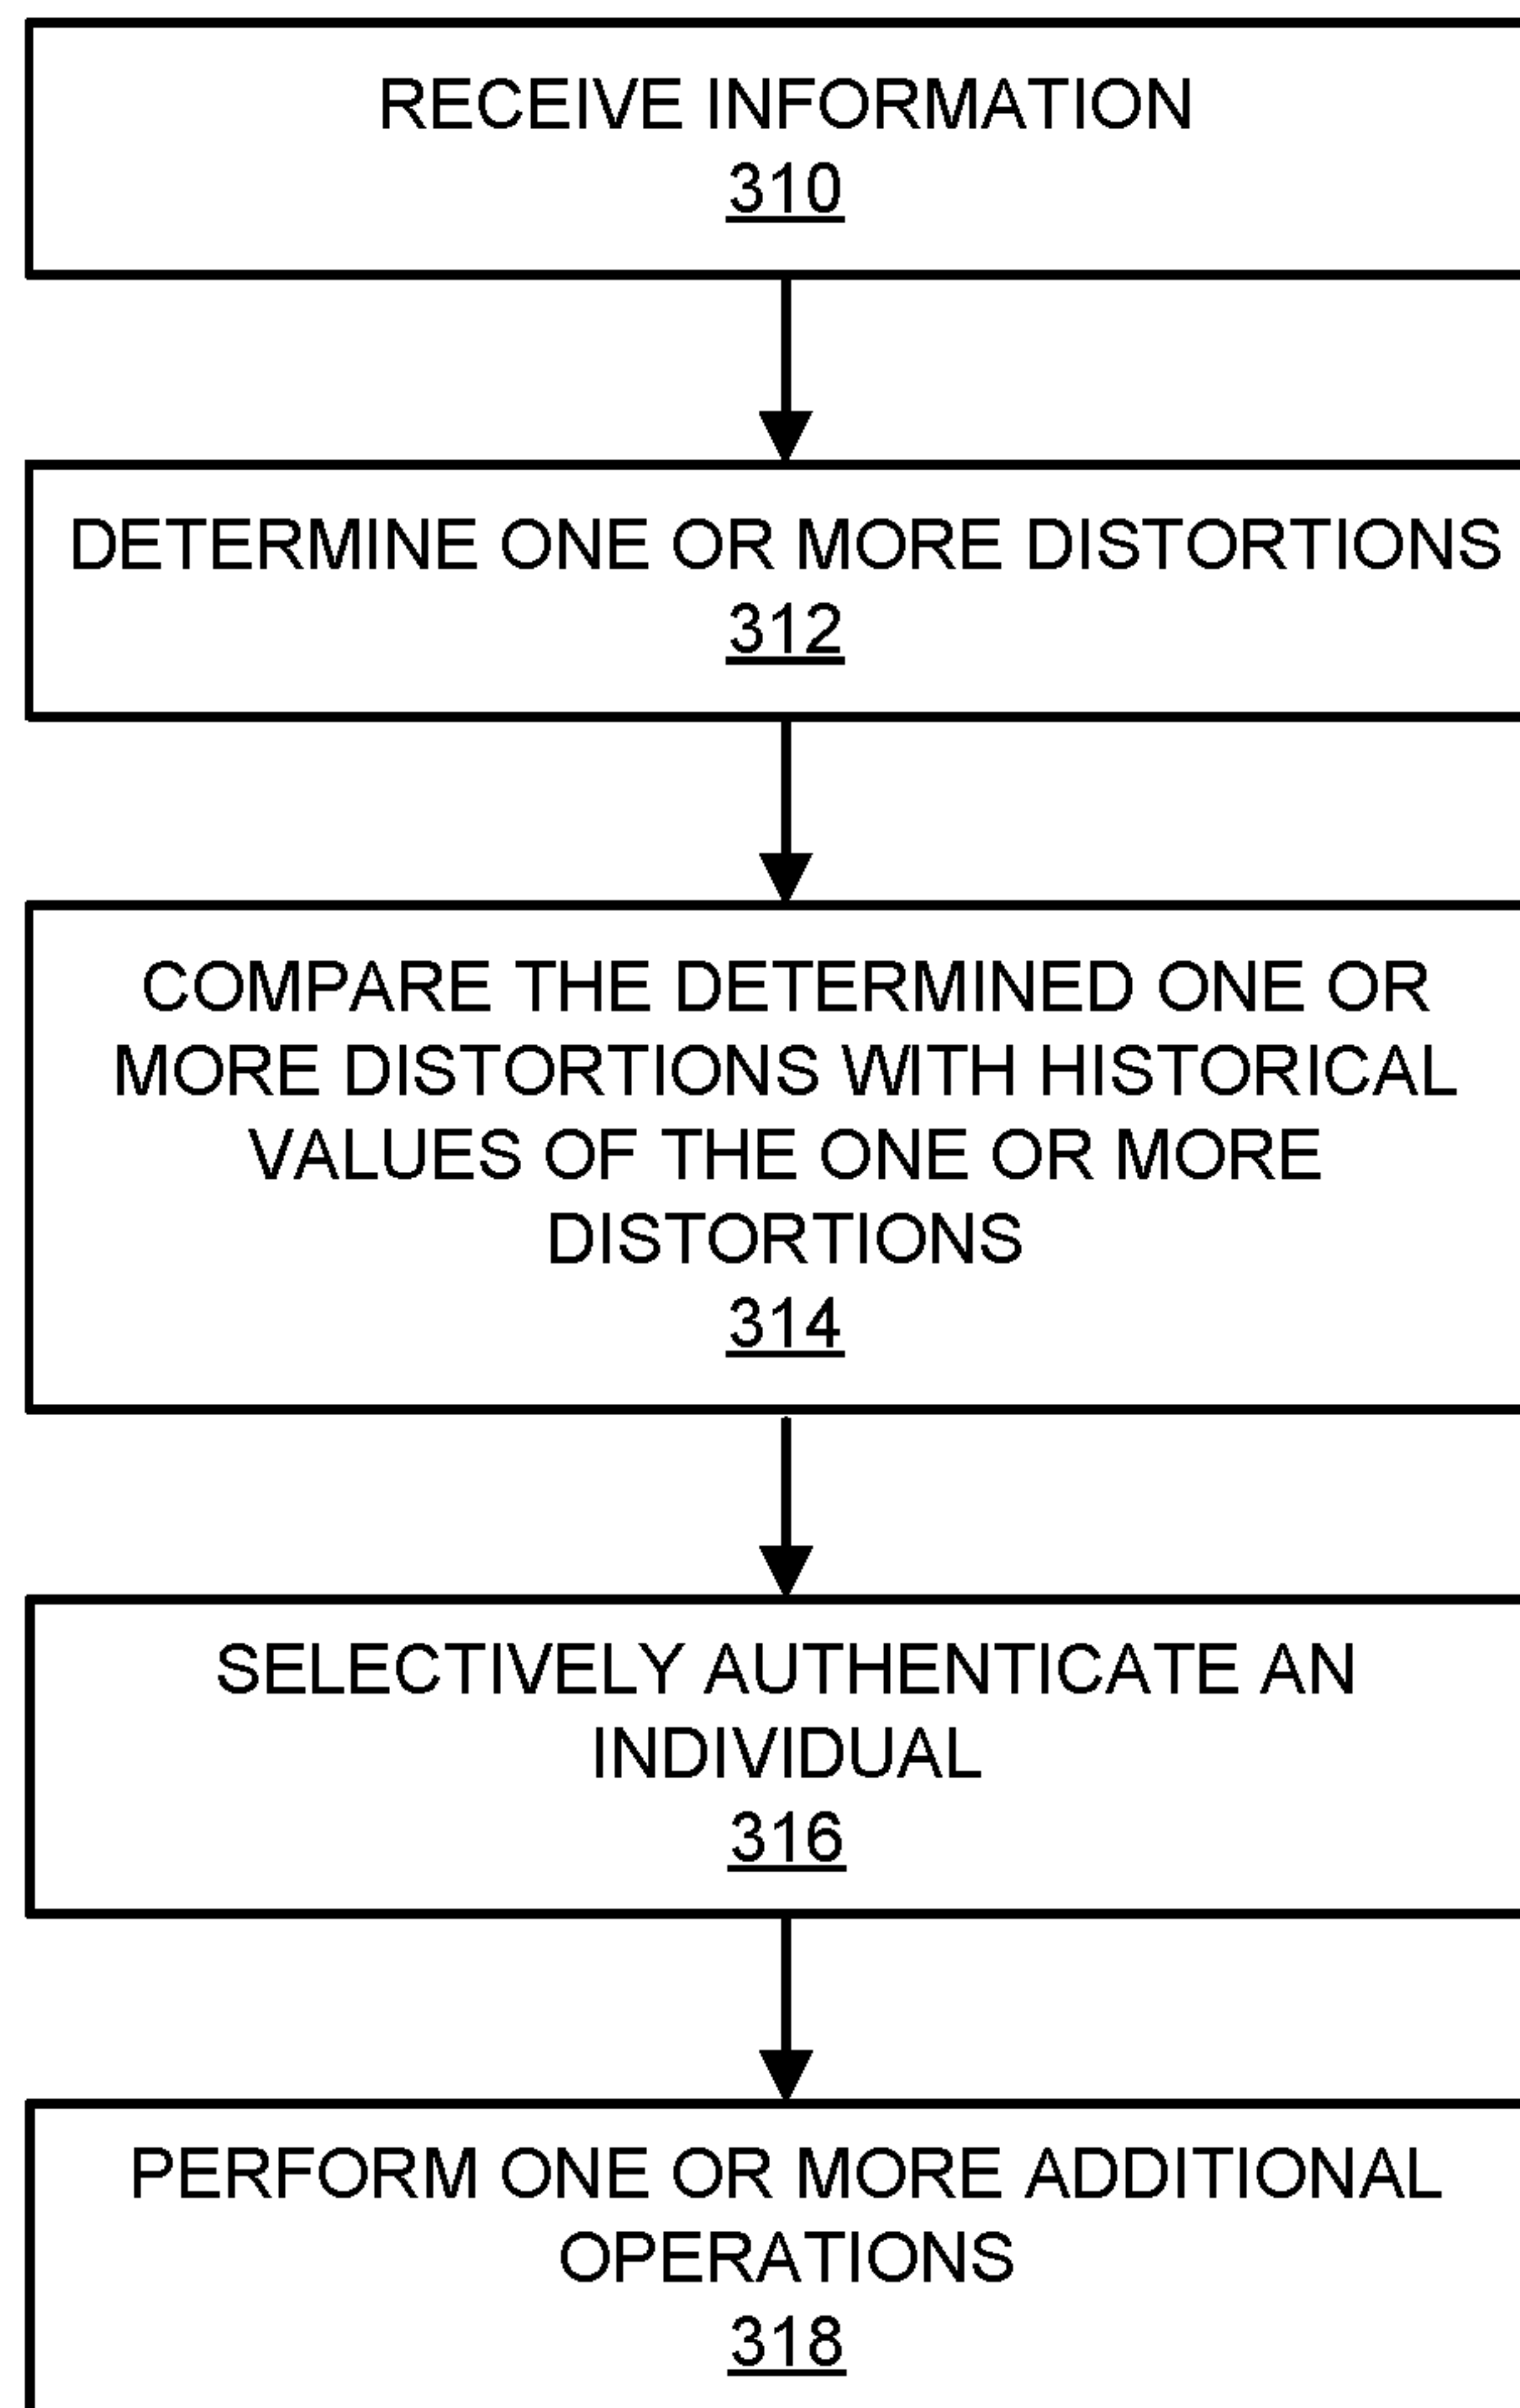 RECEIVE INFORMATION
310
DETERMINE ONE OR MORE DISTORTIONS
312
COMPARE THE DETERMINED ONE OR
MORE DISTORTIONS WITH HISTORICAL
VALUES OF THE ONE OR MORE
DISTORTIONS
314
SELECTIVELY AUTHENTICATE AN
INDIVIDUAL
316
PERFORM ONE OR MORE ADDITIONAL
OPERATIONS
318